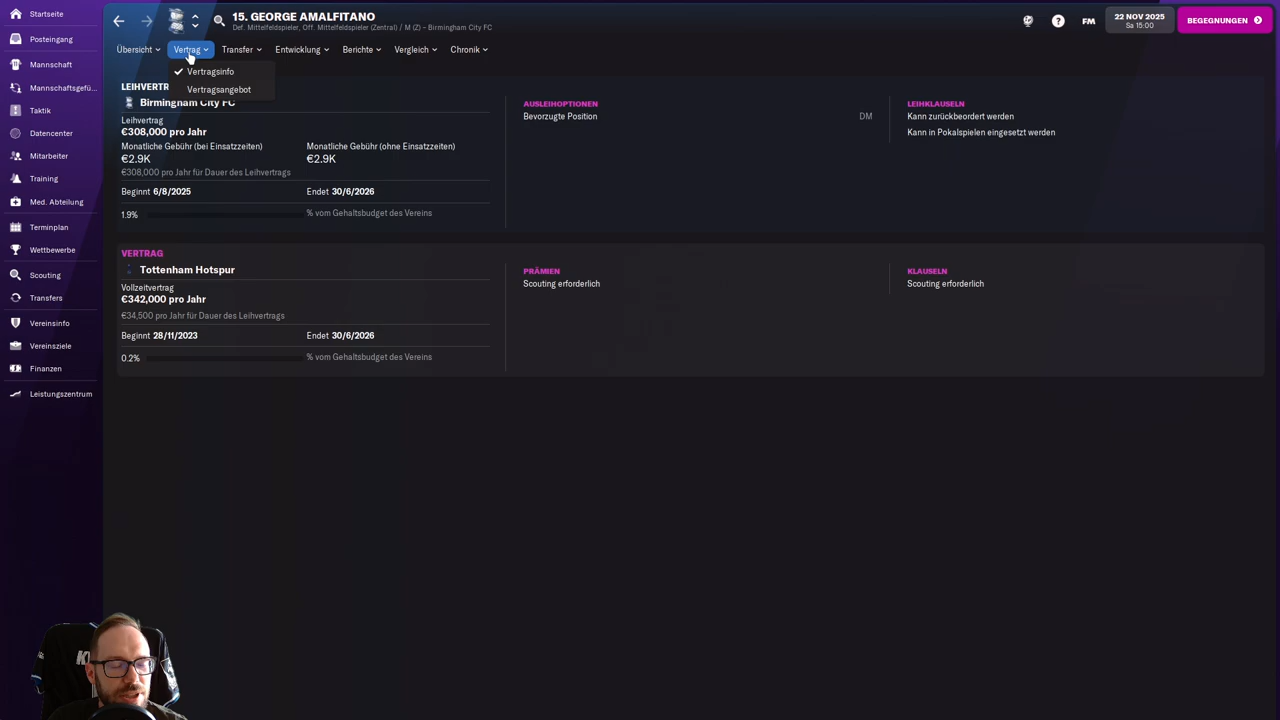 Startseite
Posteingang
Mannschaft
Mannschaftsgefü...
Taktik
Datencenter
Mitarbeiter
Training
Med. Abteilung
Terminplan
Wettbewerbe
Scouting
Transfers
Vereinsinfo
Vereinsziele
Finanzen
Leistungszentrum
15. GEORGE AMALFITANO
Def. Mittelfeldspieler, Off. Mittelfeldspieler (Zentral) / M (Z) - Birmingham City FC
FM
22 NOV 2025
Sa 15:00
BEGEGNUNGEN
Übersicht Vertrag Transfer Entwicklung Berichte Vergleich Chronik
Vertragsinfo
Vertragsangebot
LEIHVERTR
Birmingham City FC
Leihvertrag
€308,000 pro Jahr
Monatliche Gebühr (bei Einsatzzeiten) Monatliche Gebühr (ohne Einsatzzeiten)
€2.9K €2.9K
€308,000 pro Jahr für Dauer des Leihvertrags
Beginnt 6/8/2025 Endet 30/6/2026
1.9% % vom Gehaltsbudget des Vereins
AUSLEIHOPTIONEN
Bevorzugte Position DM
LEIHKLAUSELN
Kann zurückbeordert werden
Kann in Pokalspielen eingesetzt werden
VERTRAG
Tottenham Hotspur
Vollzeitvertrag
€342,000 pro Jahr
€34,500 pro Jahr für Dauer des Leihvertrags
Beginnt 28/11/2023 Endet 30/6/2026
0.2% % vom Gehaltsbudget des Vereins
PRÄMIEN
Scouting erforderlich
KLAUSELN
Scouting erforderlich